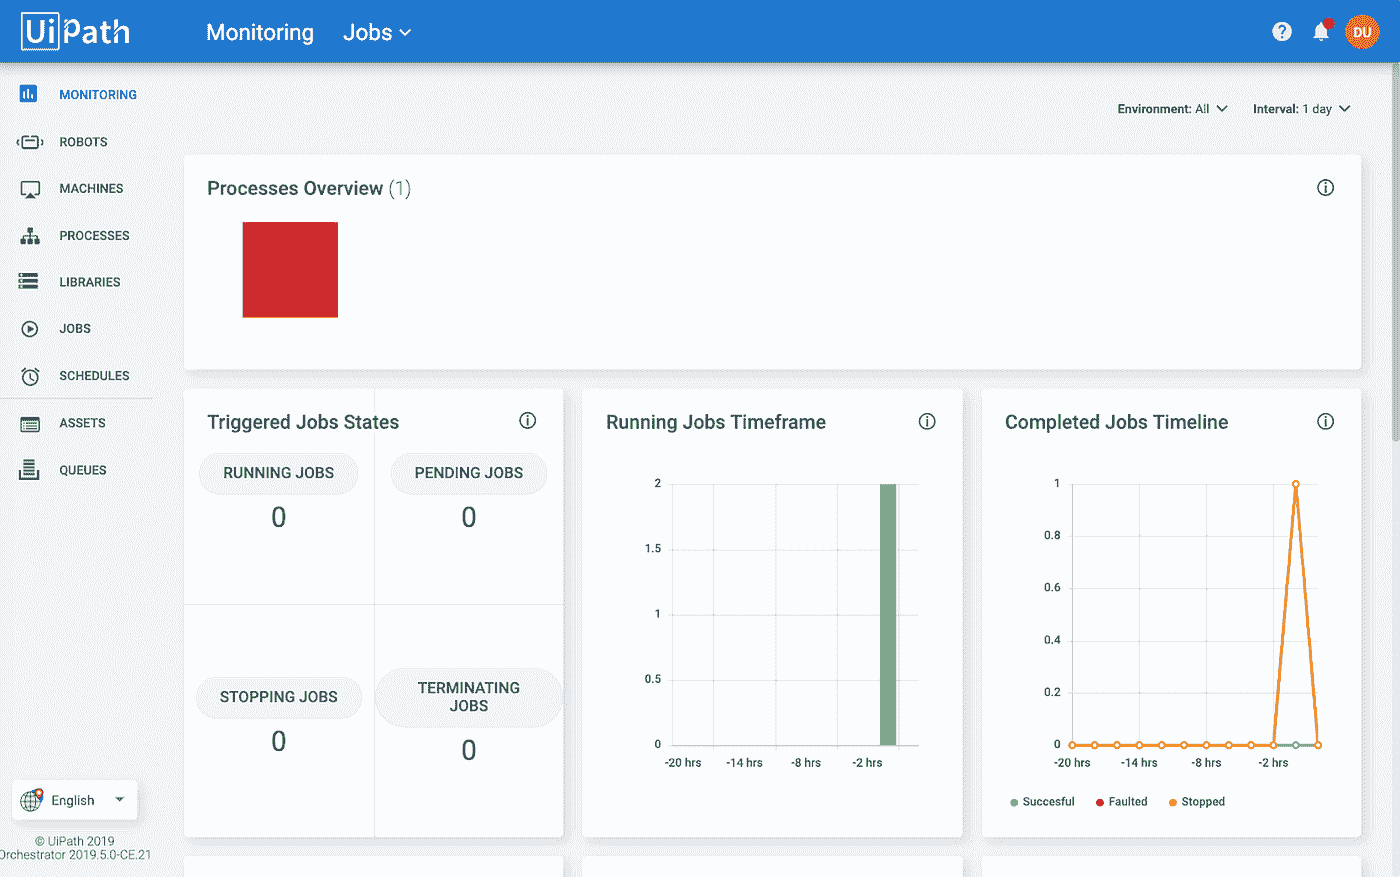 UiPath
Monitoring
Jobs
DU
MONITORING
ROBOTS
MACHINES
PROCESSES
LIBRARIES
JOBS
SCHEDULES
ASSETS
QUEUES
English
© UiPath 2019
Orchestrator 2019.5.0-CE.21
Environment: All
Interval: 1 day
Processes Overview (1)
Triggered Jobs States
RUNNING JOBS
0
PENDING JOBS
0
STOPPING JOBS
0
TERMINATING
JOBS
0
Running Jobs Timeframe
2
1.5
1
0.5
0
-20 hrs
-14 hrs
-8 hrs
-2 hrs
Completed Jobs Timeline
1
0.8
0.6
0.4
0.2
0
-20 hrs
-14 hrs
-8 hrs
-2 hrs
Succesful
Faulted
Stopped